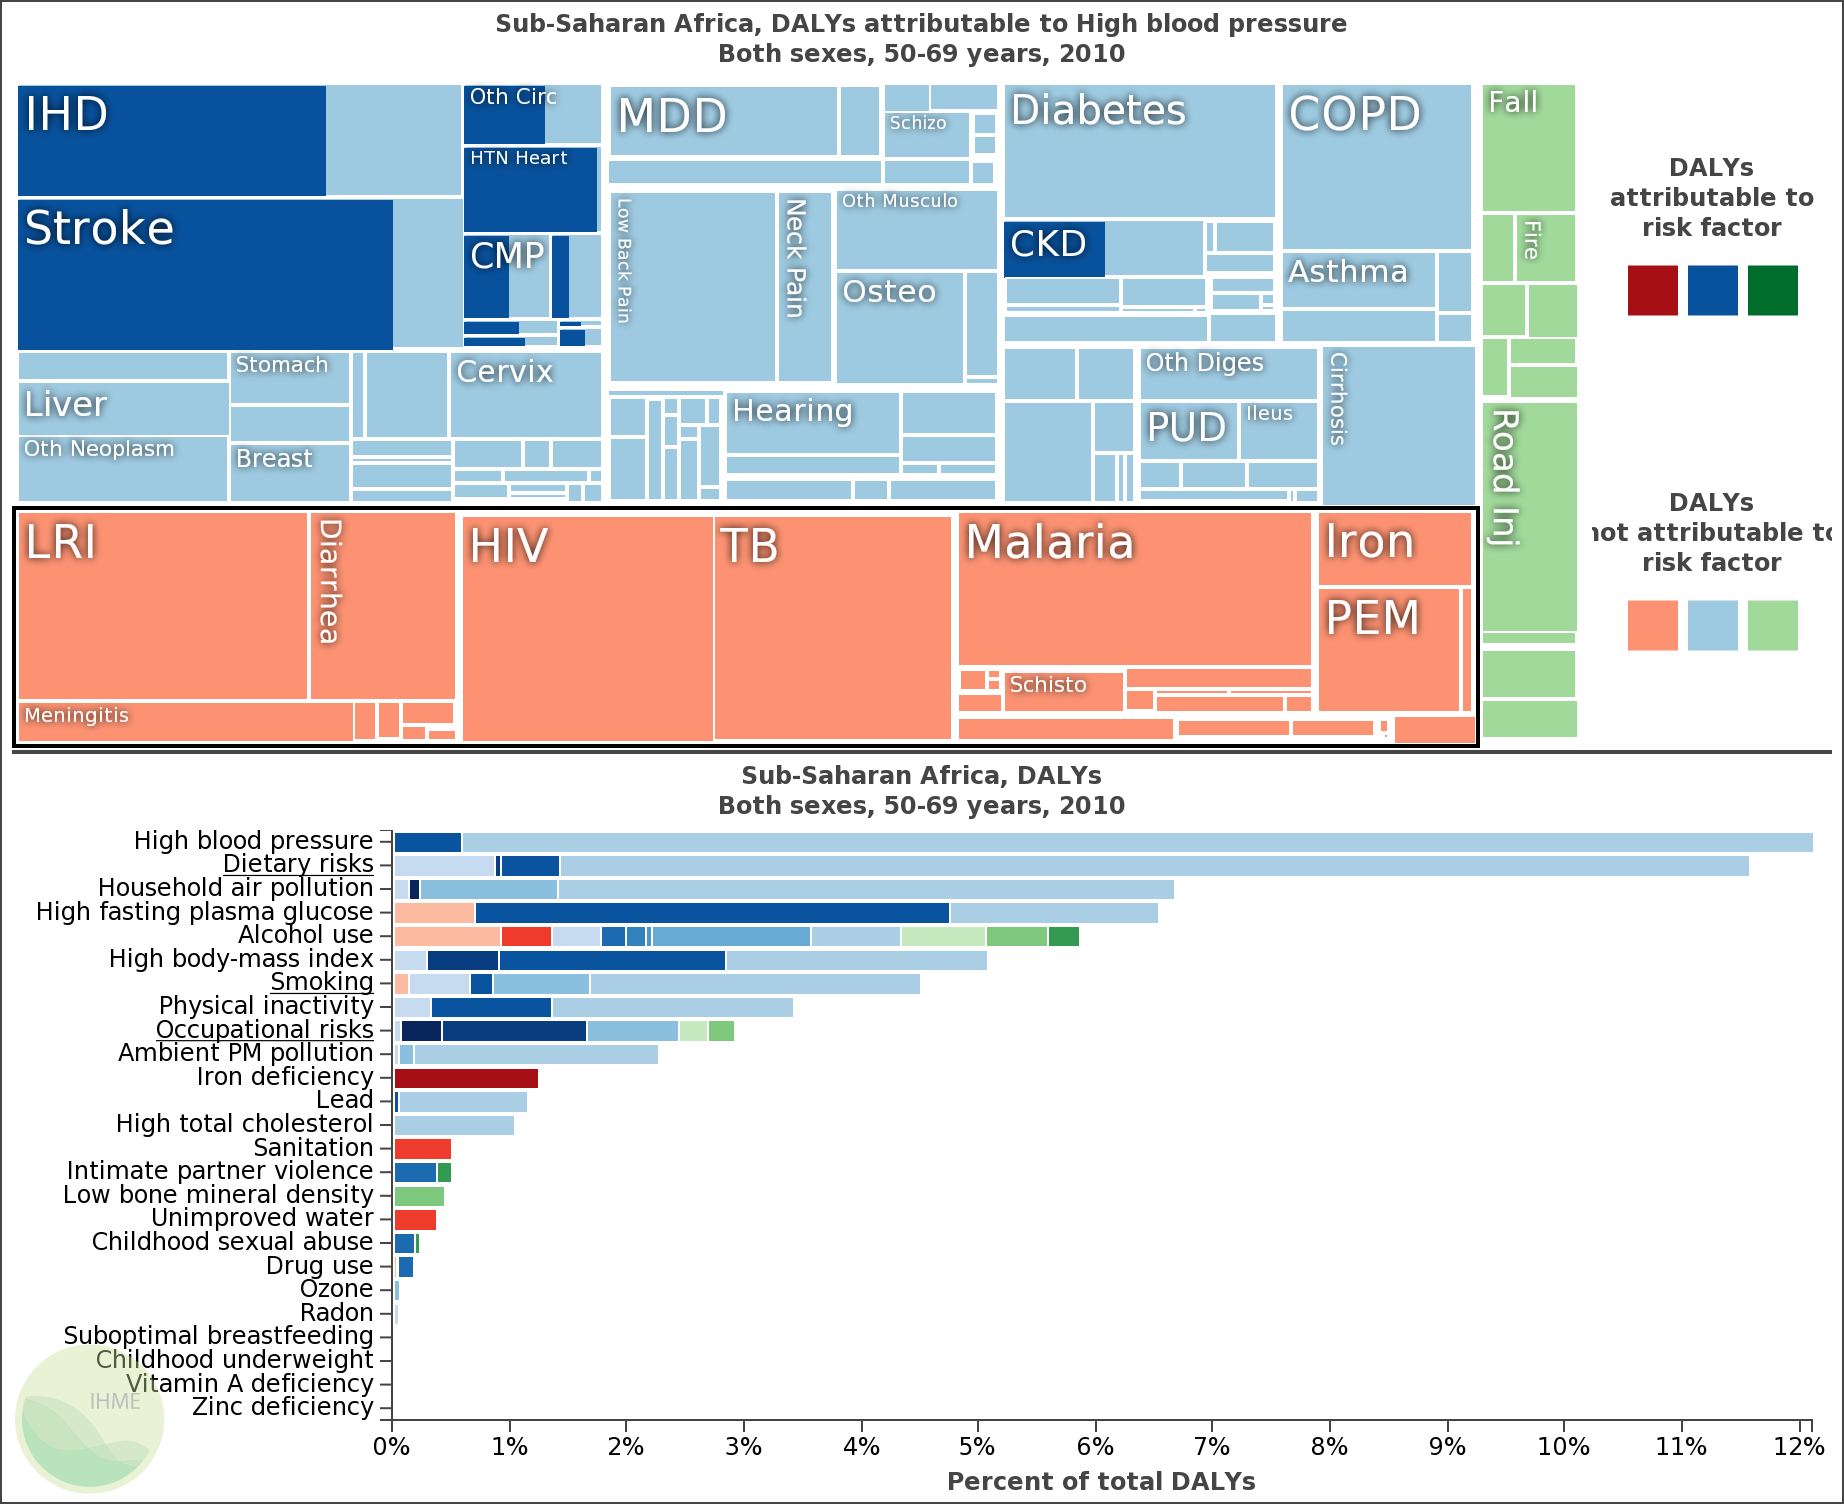 Sub-Saharan Africa, DALYs attributable to High blood pressure
Both sexes, 50-69 years, 2010
IHD
Oth Circ
HTN Heart
Stroke
CMP
MDD
Schizo
Low Back Pain
Neck Pain
Oth Musculo
Osteo
Diabetes
COPD
CKD
Asthma
Fall
Fire
Liver
Stomach
Cervix
Oth Neoplasm
Breast
Hearing
Oth Diges
PUD
Ileus
Cirrhosis
Road Inj
LRI
Diarrhea
HIV
TB
Malaria
Iron
PEM
Schisto
Meningitis
DALYs
attributable to
risk factor
DALYs
not attributable to
risk factor
Sub-Saharan Africa, DALYs
Both sexes, 50-69 years, 2010
High blood pressure
Dietary risks
Household air pollution
High fasting plasma glucose
Alcohol use
High body-mass index
Smoking
Physical inactivity
Occupational risks
Ambient PM pollution
Iron deficiency
Lead
High total cholesterol
Sanitation
Intimate partner violence
Low bone mineral density
Unimproved water
Childhood sexual abuse
Drug use
Ozone
Radon
Suboptimal breastfeeding
Childhood underweight
Vitamin A deficiency
Zinc deficiency
IHME
0% 1% 2% 3% 4% 5% 6% 7% 8% 9% 10% 11% 12%
Percent of total DALYs